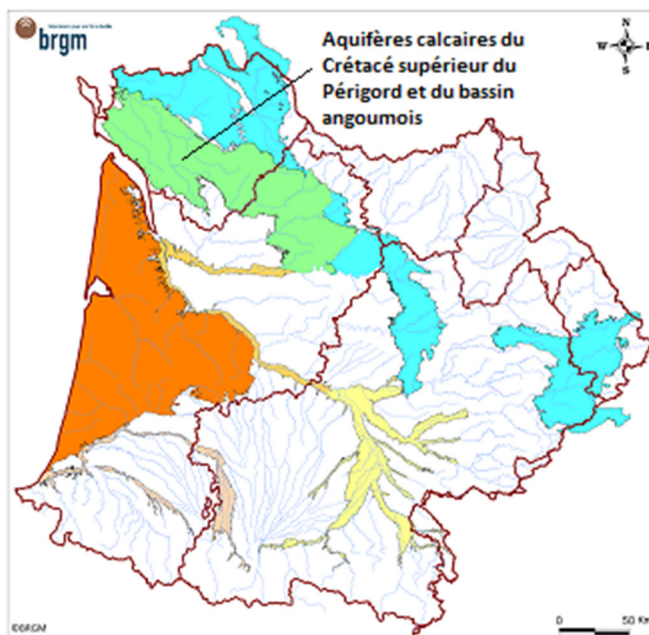 brgm
Aquifères calcaires du
Crétacé supérieur du
Périgord et du bassin
angoumois
N
W
S
©BRGM
0 50 Km